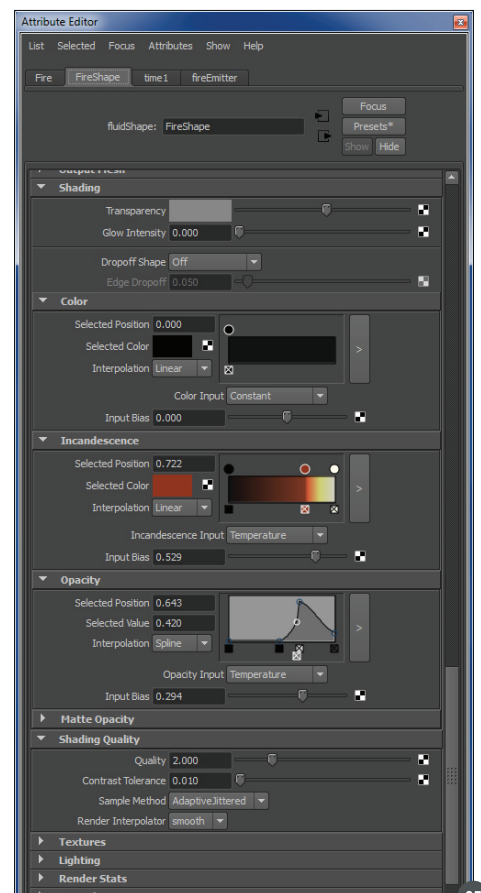 Attribute Editor
List Selected Focus Attributes Show Help
Fire FireShape time1 fireEmitter
Focus
fluidShape: FireShape Presets*
Show Hide
Output Mesh
Shading
Transparency
Glow Intensity 0.000
Dropoff Shape Off
Edge Dropoff 0.050
Color
Selected Position 0.000
Selected Color
>
Interpolation Linear
Color Input Constant
Input Bias 0.000
Incandescence
Selected Position 0.722
Selected Color
>
Interpolation Linear
Incandescence Input Temperature
Input Bias 0.529
Opacity
Selected Position 0.643
Selected Value 0.420
>
Interpolation Spline
Opacity Input Temperature
Input Bias 0.294
Matte Opacity
Shading Quality
Quality 2.000
Contrast Tolerance 0.010
Sample Method AdaptiveJittered
Render Interpolator smooth
Textures
Lighting
Render Stats